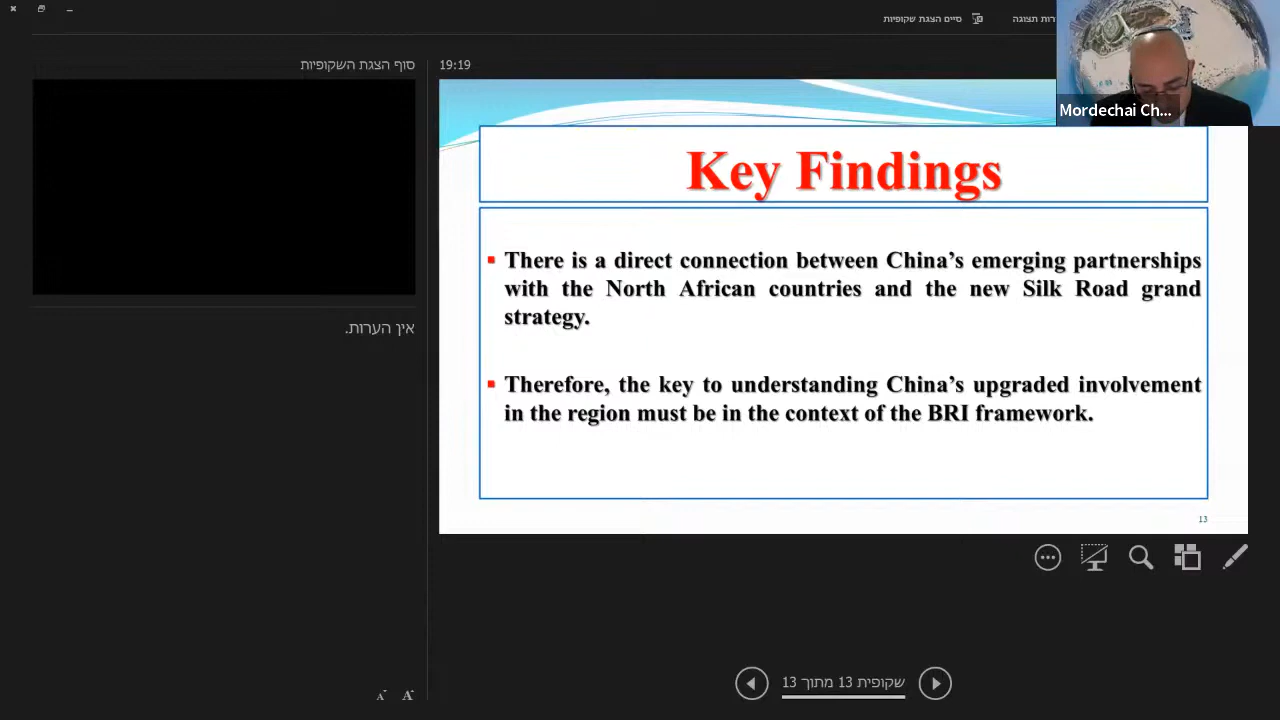 סיים הצגת שקופיות
רות תצוגה
Mordechai Ch...
סוף הצגת השקופיות
19:19
אין הערות.
Key Findings
There is a direct connection between China’s emerging partnerships
with the North African countries and the new Silk Road grand
strategy.
Therefore, the key to understanding China’s upgraded involvement
in the region must be in the context of the BRI framework.
13
שקופית 13 מתוך 13
A A